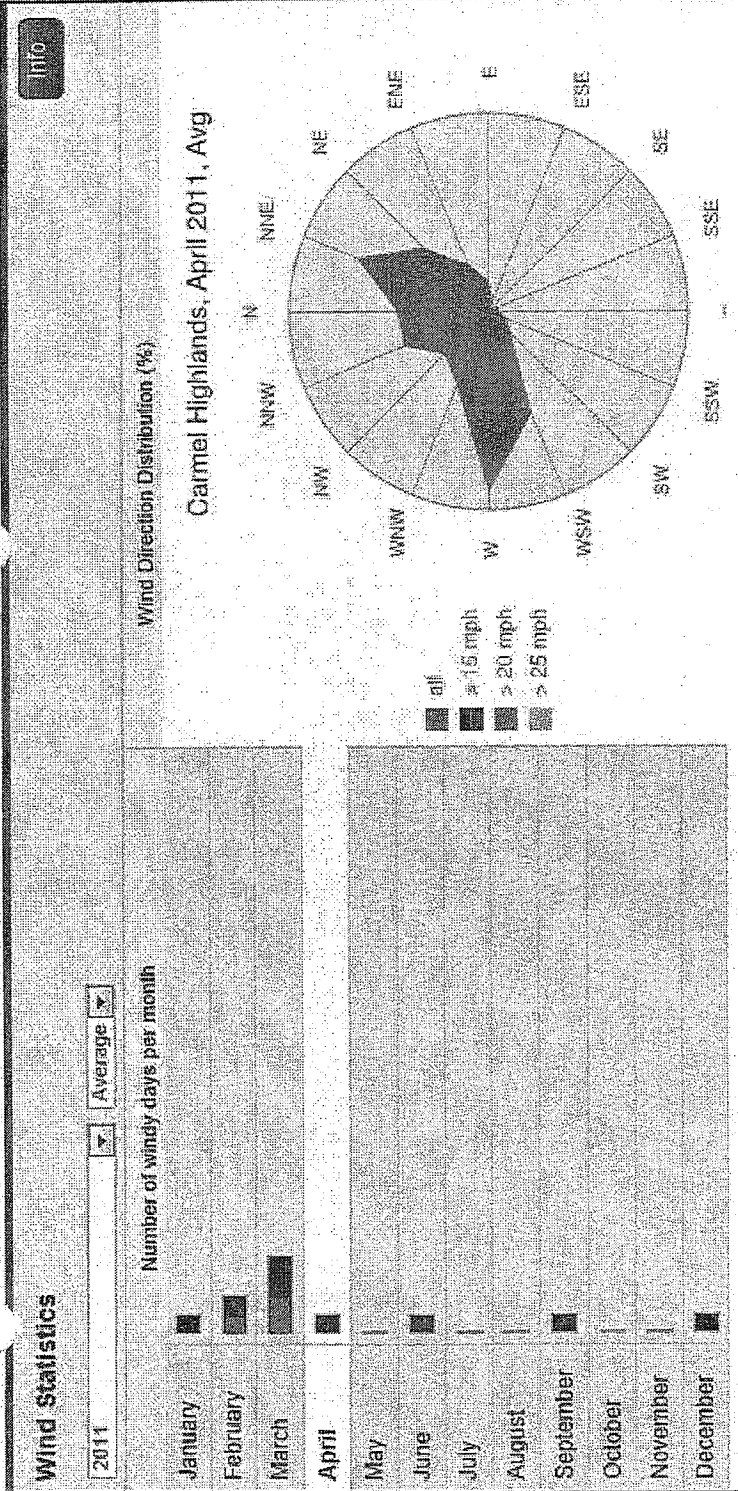 Wind Statistics
Info
2011
Average
Number of windy days per month
January
February
March
April
May
June
July
August
September
October
November
December
Wind Direction Distribution (%)
Carmel Highlands, April 2011, Avg
N
NNE
NE
ENE
E
ESE
SE
SSE
SSW
SW
WSW
W
WNW
NW
NNW
all
> 15 mph
> 20 mph
> 25 mph